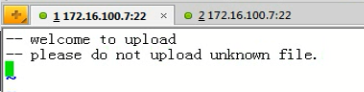 1 172.16.100.7:22 × 2 172.16.100.7:22
-- welcome to upload
-- please do not upload unknown file.
~